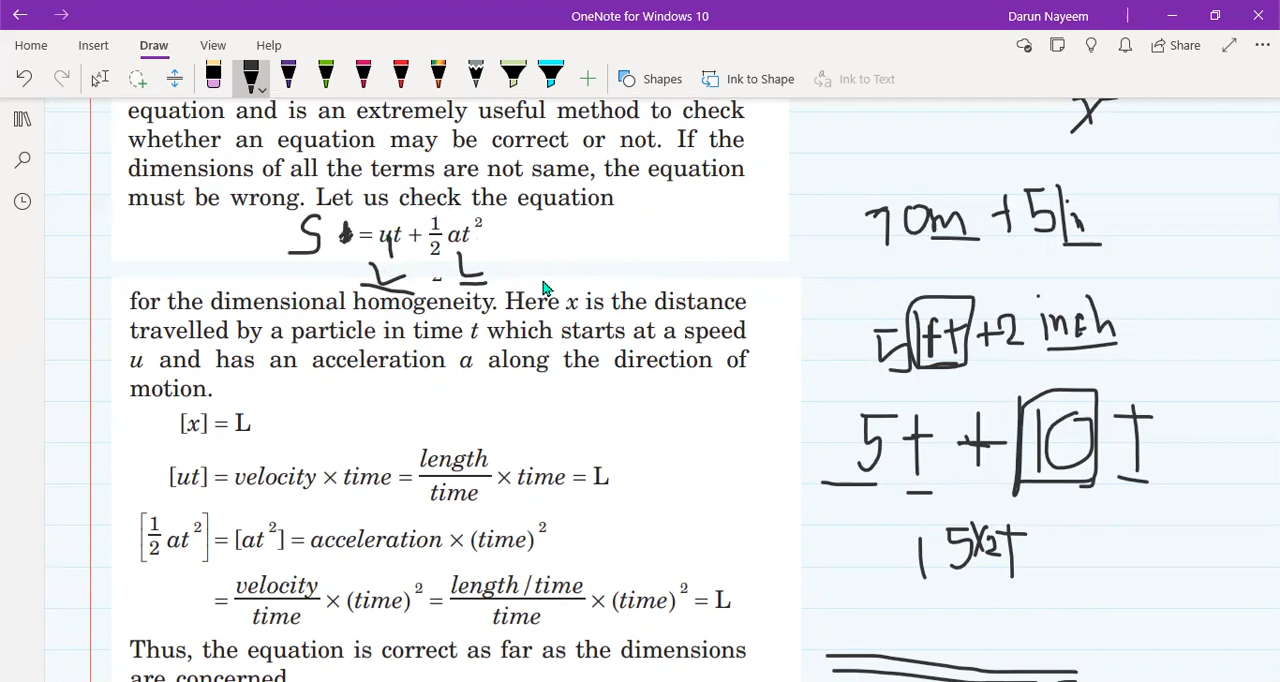 OneNote for Windows 10
Darun Nayeem
Home Insert Draw View Help
Share
Shapes Ink to Shape Ink to Text
equation and is an extremely useful method to check
whether an equation may be correct or not. If the
dimensions of all the terms are not same, the equation
must be wrong. Let us check the equation
S = ut + 1/2 at²
L L
for the dimensional homogeneity. Here x is the distance
travelled by a particle in time t which starts at a speed
u and has an acceleration a along the direction of
motion.
[x] = L
[ut] = velocity × time = length/time × time = L
[1/2 at²] = [at²] = acceleration × (time)²
= velocity/time × (time)² = length/time/time × (time)² = L
Thus, the equation is correct as far as the dimensions
are concerned
x
10m + 5
5 ft + 2 inch
5t + 10 t